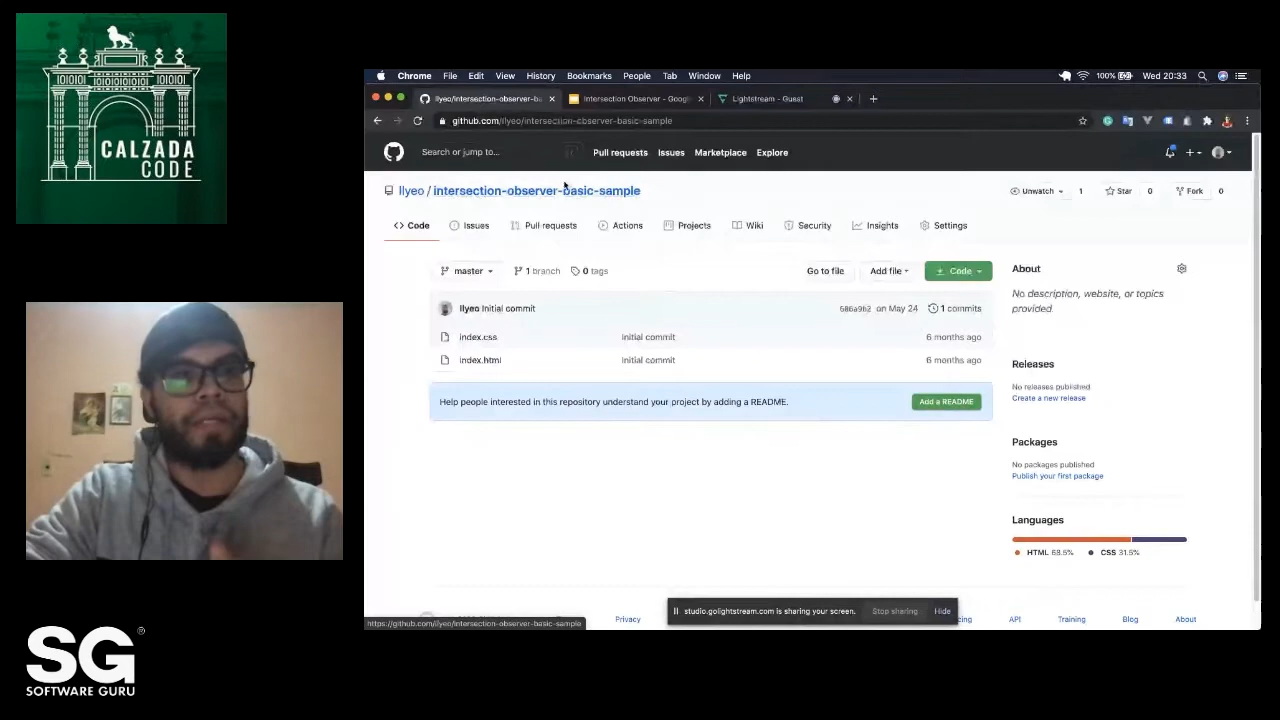 CALZADA
CODE
SG®
SOFTWARE GURU
Chrome File Edit View History Bookmarks People Tab Window Help
100% Wed 20:33
Intersection Observer - Googl
Lightstream - Guest
github.com/Ilyeo/intersection-observer-basic-sample
Search or jump to...
Pull requests Issues Marketplace Explore
Ilyeo / intersection-observer-basic-sample
Unwatch 1 Star 0 Fork 0
Code Issues Pull requests Actions Projects Wiki Security Insights Settings
master 1 branch 0 tags
Go to file Add file Code
Ilyeo Initial commit
on May 24 1 commits
index.css Initial commit 6 months ago
index.html Initial commit 6 months ago
Help people interested in this repository understand your project by adding a README.
Add a README
About
No description, website, or topics
provided.
Releases
No releases published
Create a new release
Packages
No packages published
Publish your first package
Languages
HTML 68.5% CSS 31.5%
studio.golightstream.com is sharing your screen. Stop sharing Hide
Privacy API Training Blog About
https://github.com/Ilyeo/intersection-observer-basic-sample